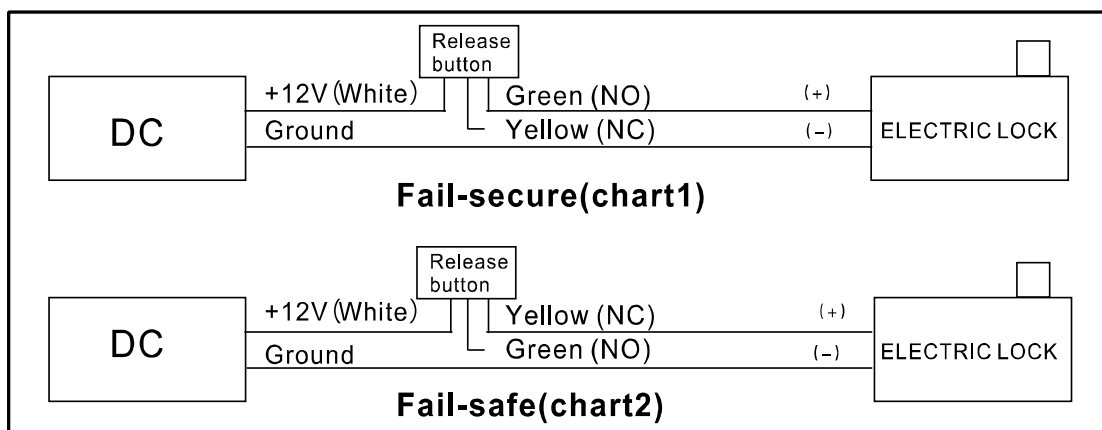 Release
button
+12V (White)
Green (NO)
(+)
DC
Ground
Yellow (NC)
(-)
ELECTRIC LOCK
Fail-secure(chart1)
Release
button
+12V (White)
Yellow (NC)
(+)
DC
Ground
Green (NO)
(-)
ELECTRIC LOCK
Fail-safe(chart2)